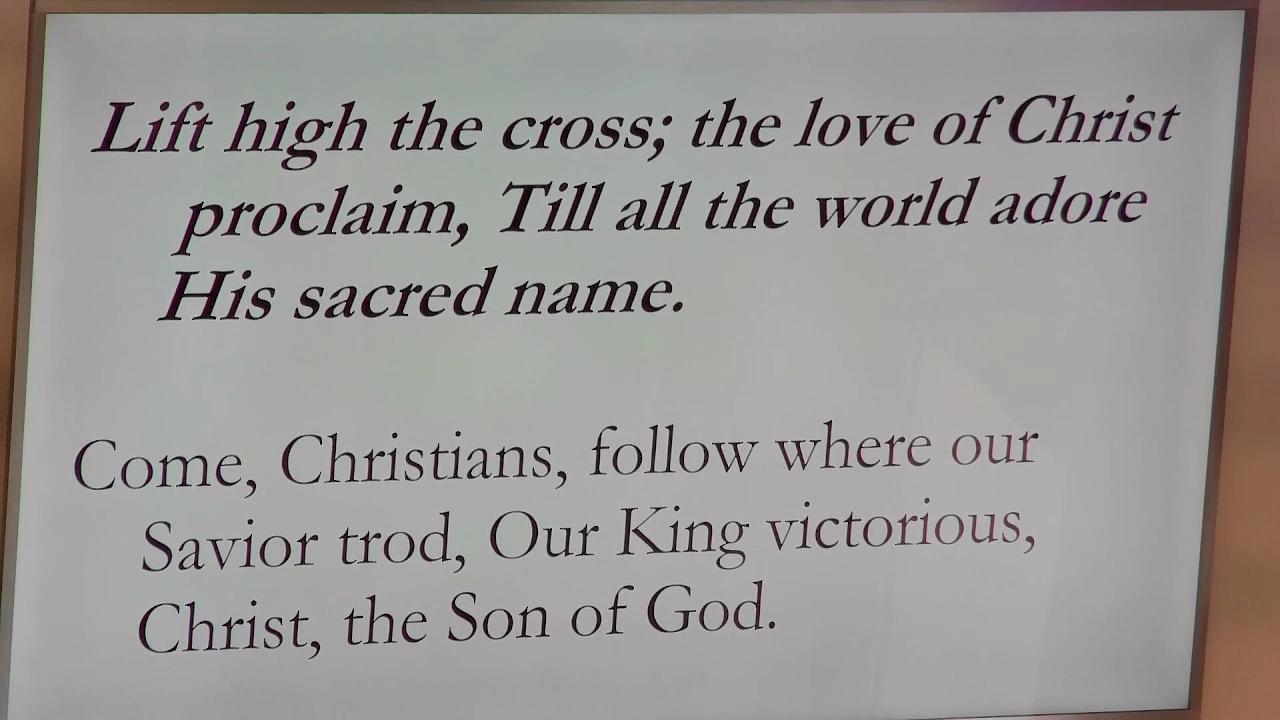 Lift high the cross; the love of Christ
proclaim, Till all the world adore
His sacred name.
Come, Christians, follow where our
Savior trod, Our King victorious,
Christ, the Son of God.